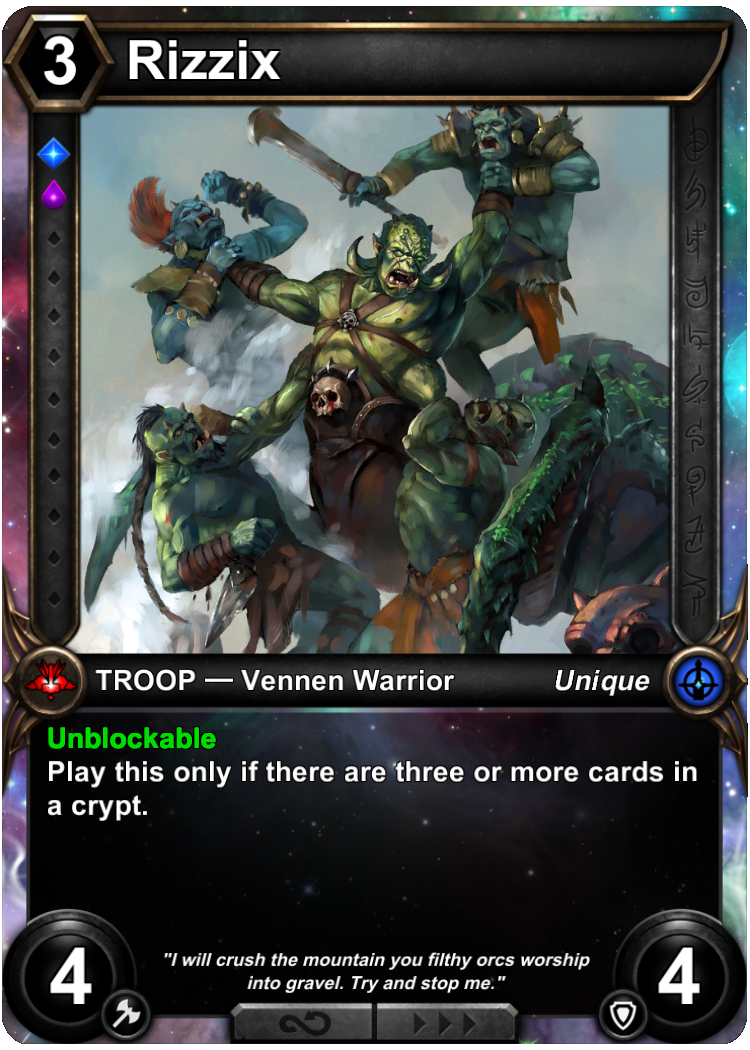 3 Rizzix
TROOP — Vennen Warrior Unique
Unblockable
Play this only if there are three or more cards in
a crypt.
"I will crush the mountain you filthy orcs worship
into gravel. Try and stop me."
4 4